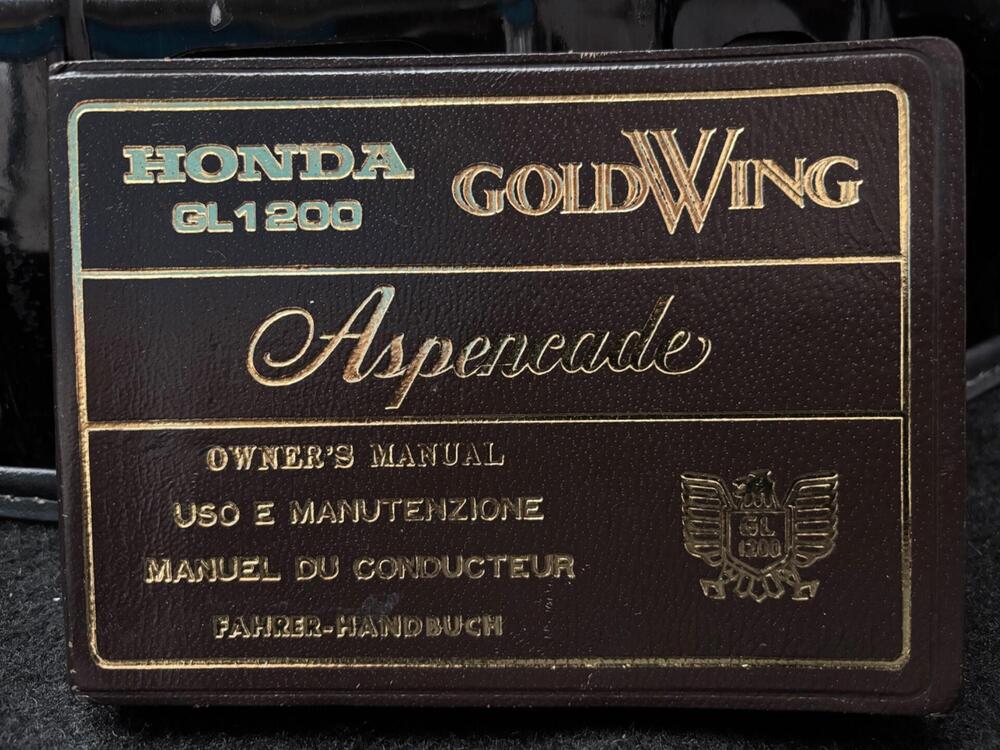 HONDA
GL1200
GOLDWING
Aspencade
OWNER'S MANUAL
USO E MANUTENZIONE
MANUEL DU CONDUCTEUR
FAHRER-HANDBUCH
GL
1200